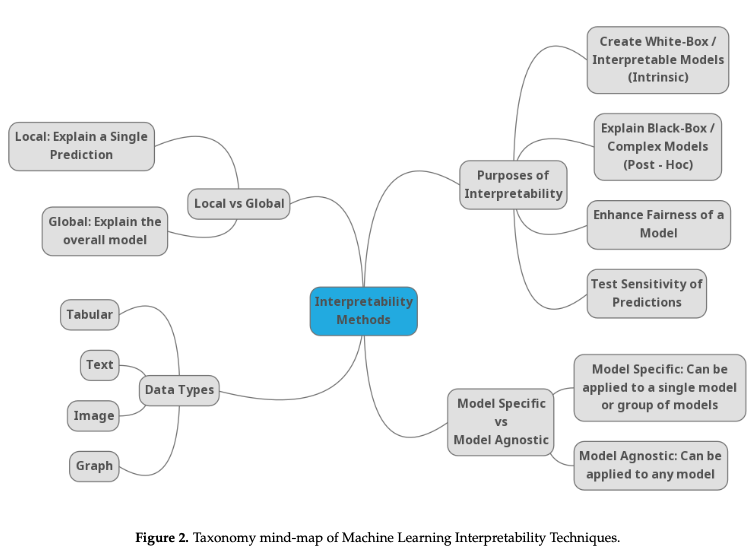 Create White-Box /
Interpretable Models
(Intrinsic)
Local: Explain a Single
Prediction
Explain Black-Box /
Complex Models
(Post - Hoc)
Purposes of
Interpretability
Local vs Global
Global: Explain the
overall model
Enhance Fairness of a
Model
Test Sensitivity of
Predictions
Interpretability
Methods
Tabular
Text
Data Types
Image
Graph
Model Specific
vs
Model Agnostic
Model Specific: Can be
applied to a single model
or group of models
Model Agnostic: Can be
applied to any model
Figure 2. Taxonomy mind-map of Machine Learning Interpretability Techniques.